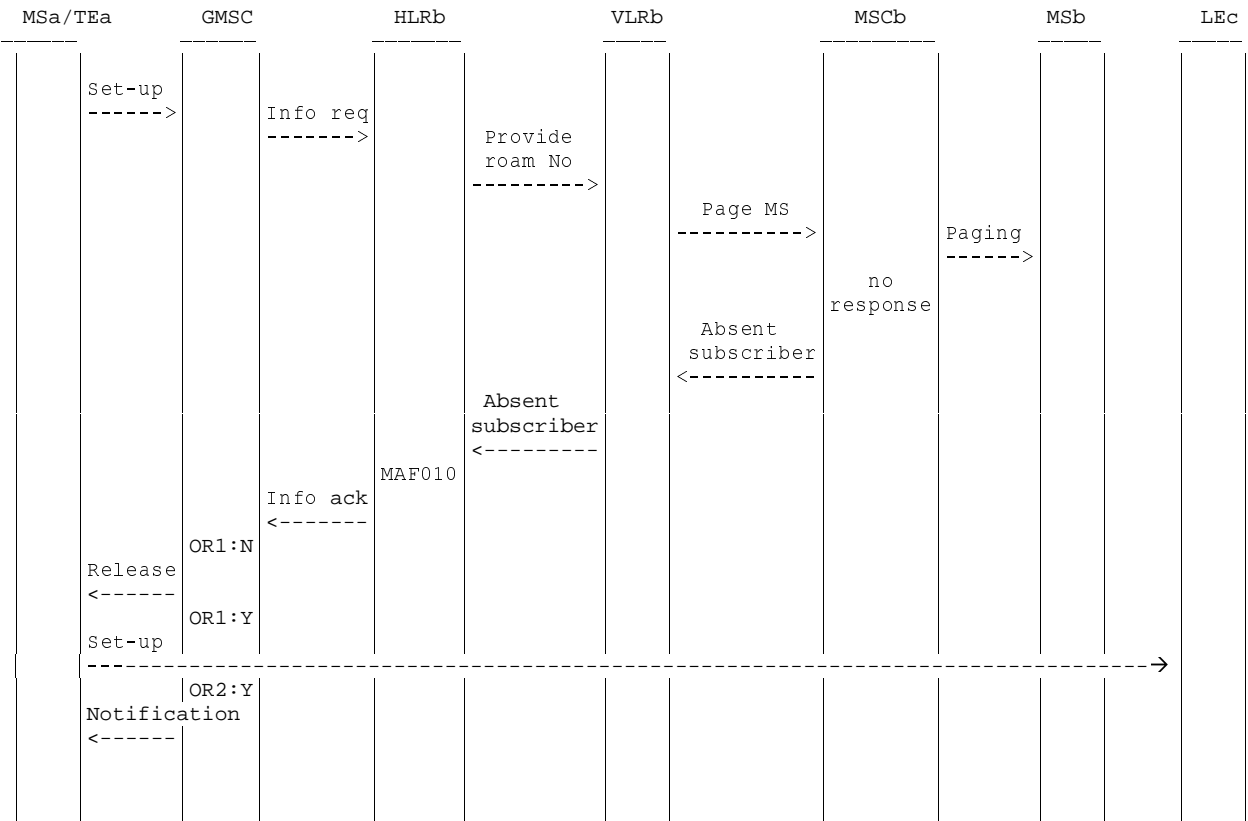 MSa/TEa GMSC HLRb VLRb MSCb MSb LEc
Set-up
------> Info req
-------> Provide
roam No
--------->
Page MS
----------> Paging
------>
no
response
Absent
subscriber
<----------
Absent
subscriber
<---------
MAF010
Info ack
<-------
OR1:N
Release
<------
OR1:Y
Set-up
--------------------------------------------------------------------------------------→
OR2:Y
Notification
<------